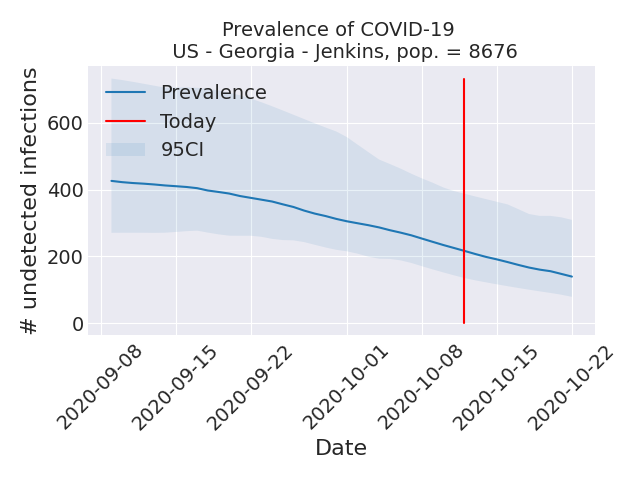 Prevalence of COVID-19
US - Georgia - Jenkins, pop. = 8676
# undetected infections
600
400
200
0
Prevalence
Today
95CI
2020-09-08
2020-09-15
2020-09-22
2020-10-01
2020-10-08
2020-10-15
2020-10-22
Date